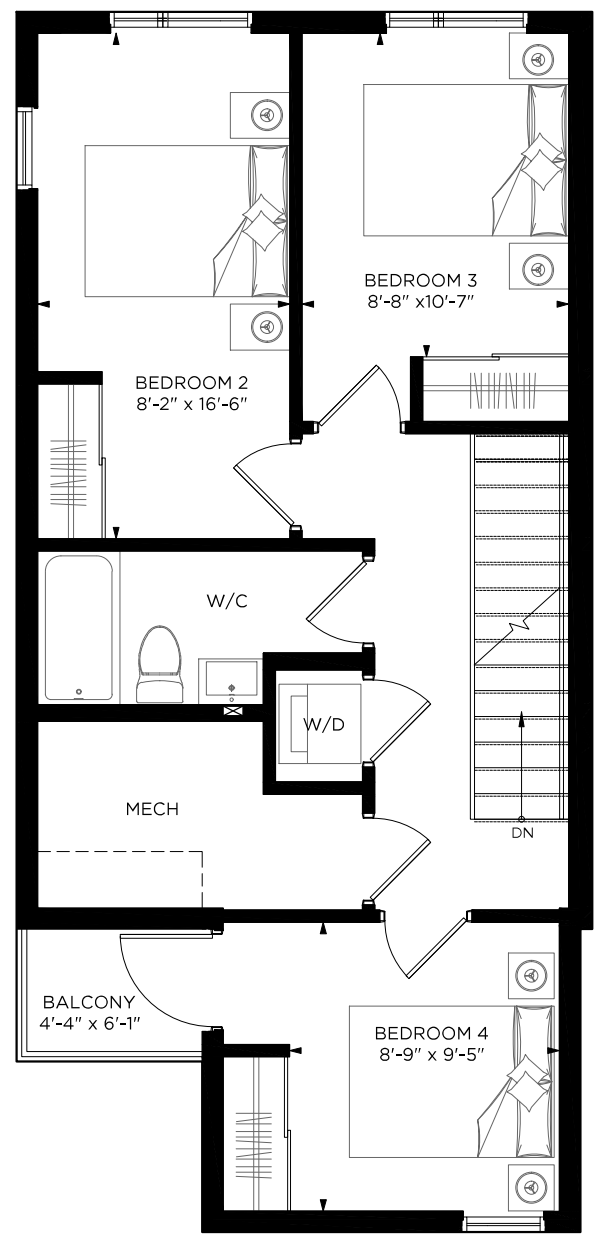 BEDROOM 3
8'-8" x10'-7"
BEDROOM 2
8'-2" x 16'-6"
W/C
W/D
MECH
DN
BALCONY
4'-4" x 6'-1"
BEDROOM 4
8'-9" x 9'-5"